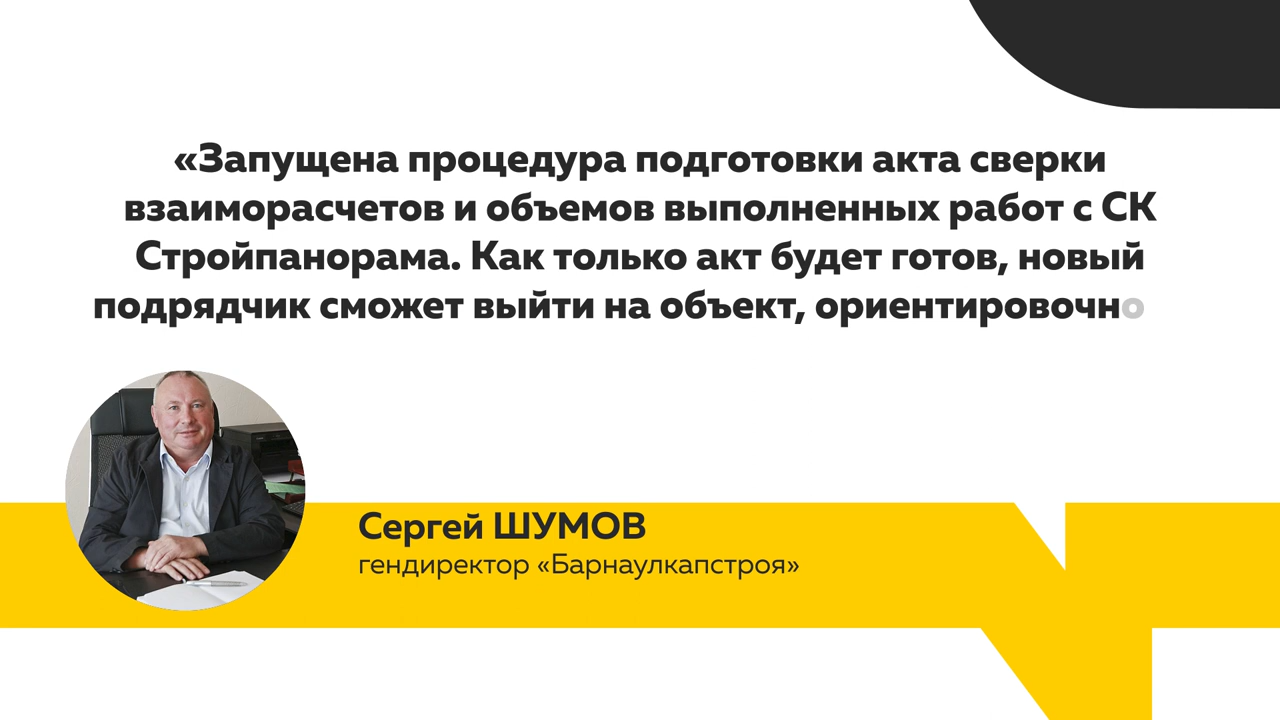 «Запущена процедура подготовки акта сверки
взаиморасчетов и объемов выполненных работ с СК
Стройпанорама. Как только акт будет готов, новый
подрядчик сможет выйти на объект, ориентировочно
Сергей ШУМОВ
гендиректор «Барнаулкапстроя»